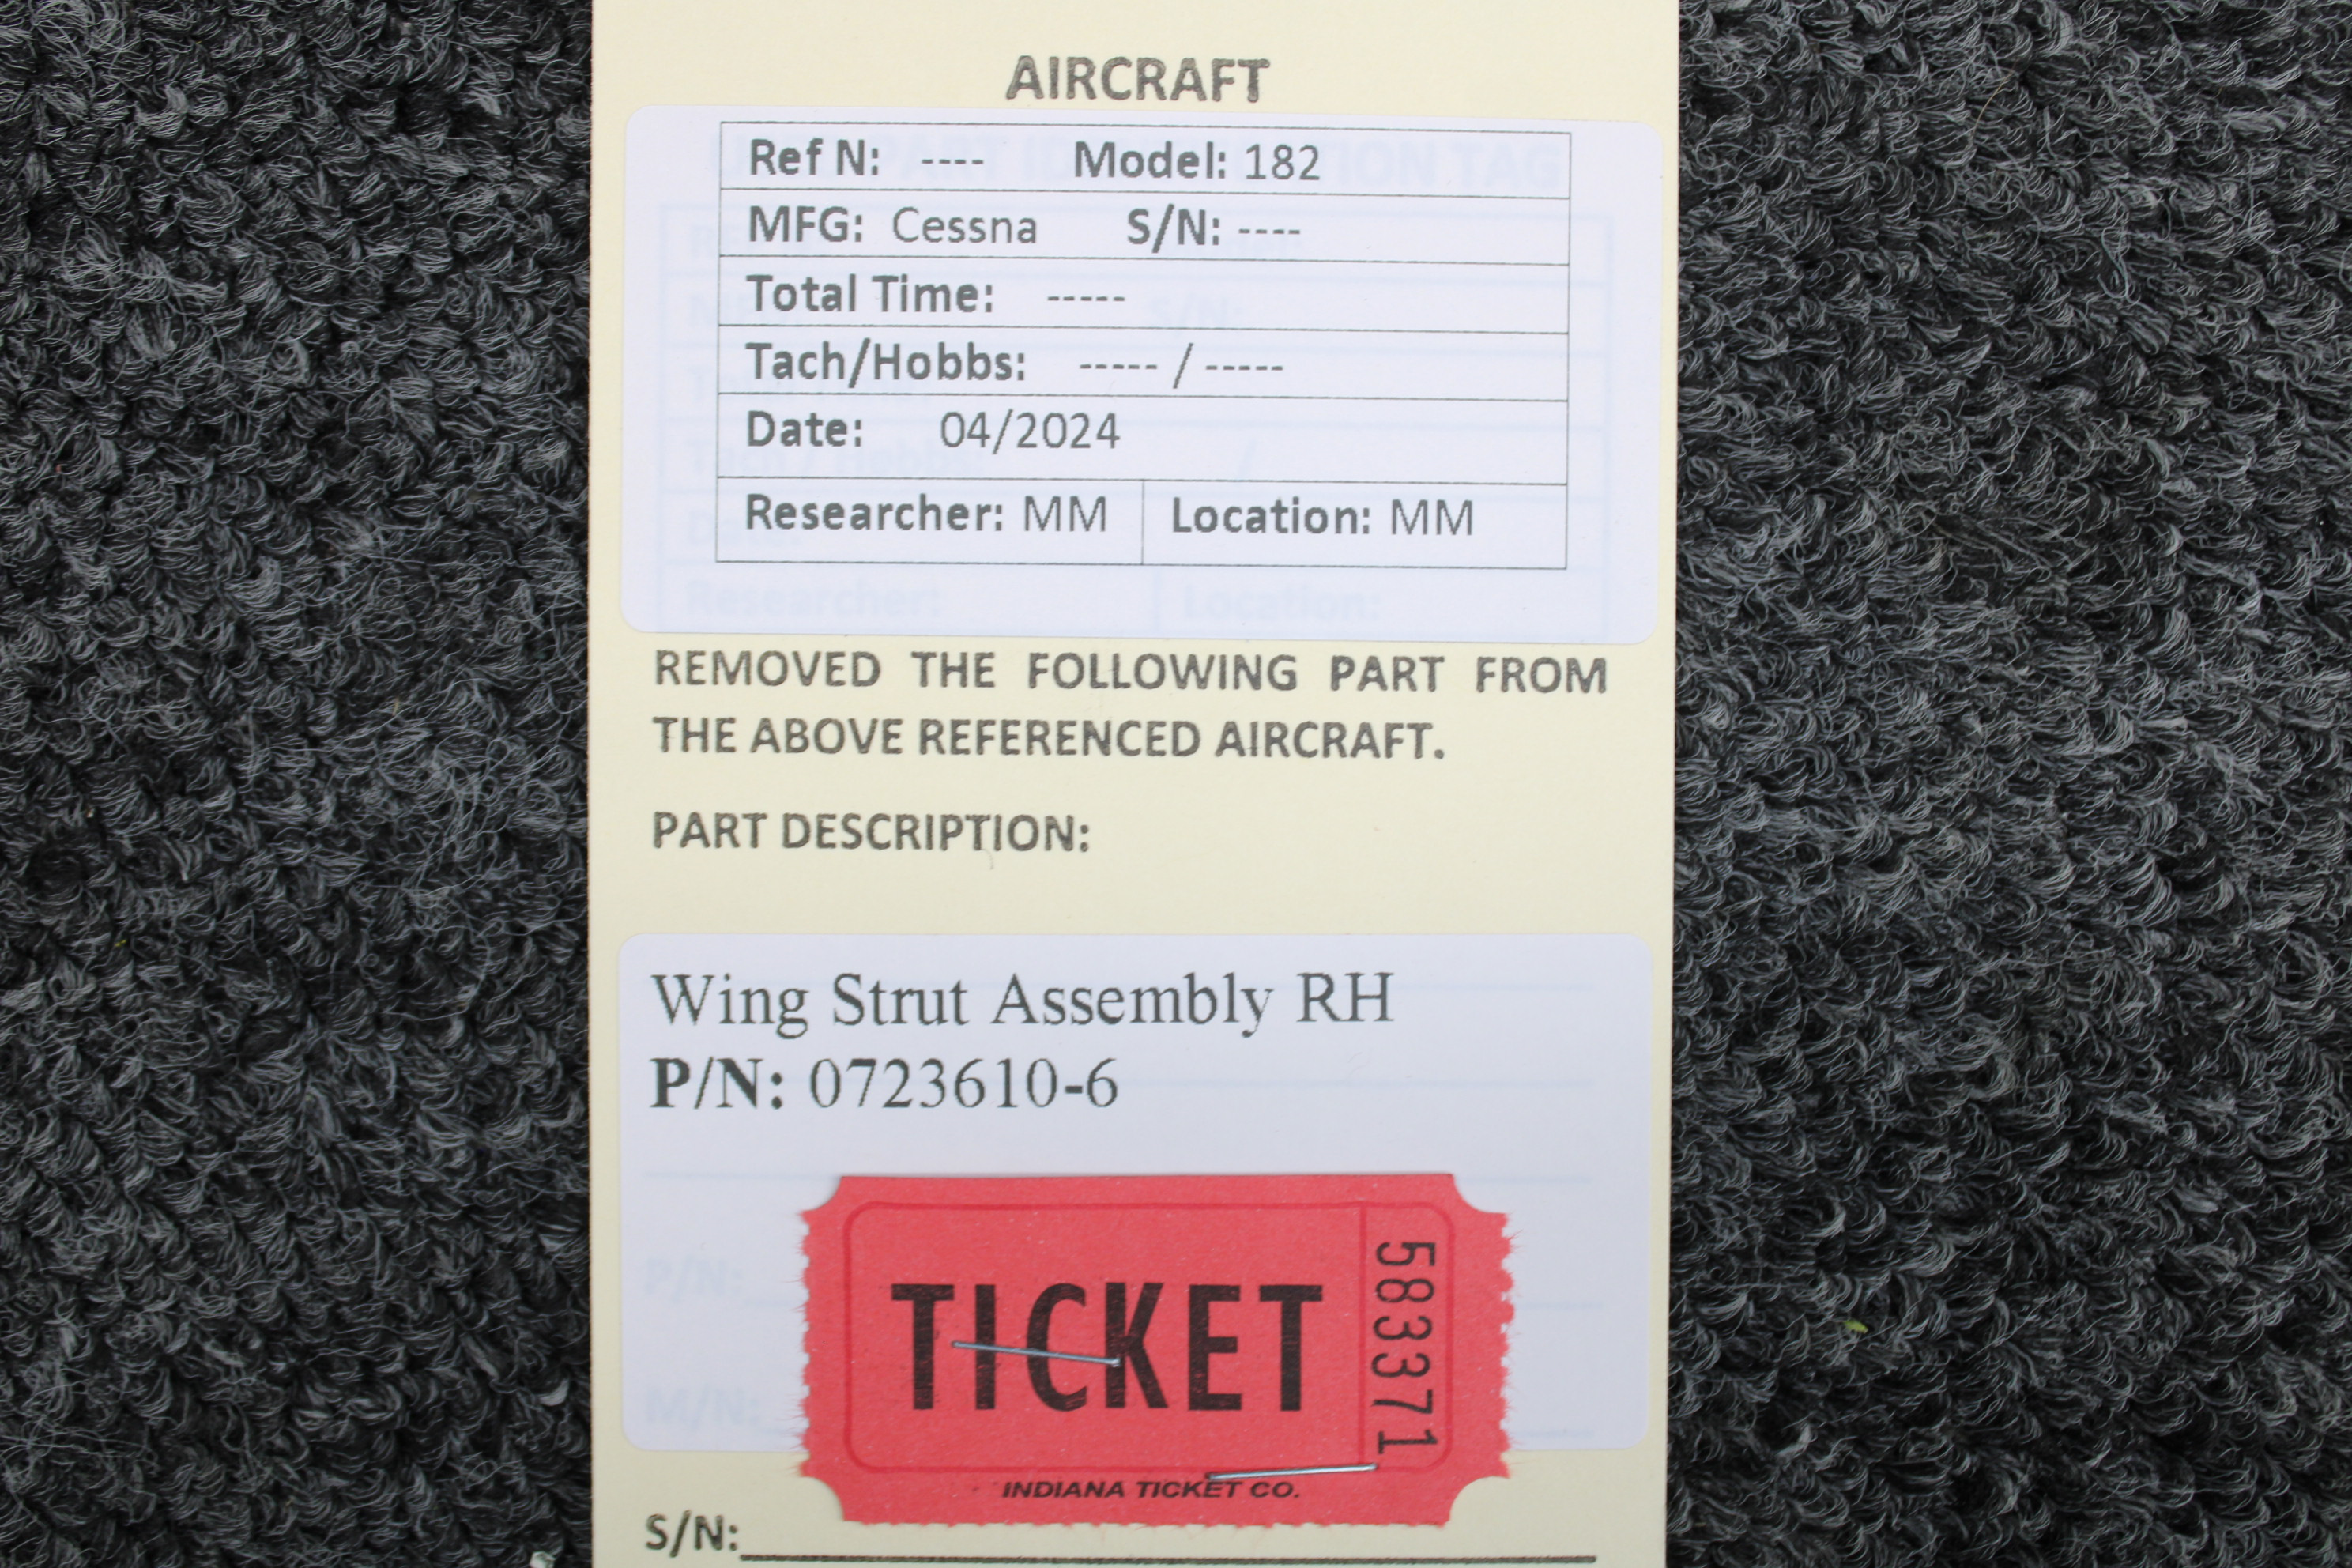 AIRCRAFT
Ref N: ---- Model: 182
MFG: Cessna S/N: ----
Total Time: -----
Tach/Hobbs: ----- / -----
Date: 04/2024
Researcher: MM Location: MM
REMOVED THE FOLLOWING PART FROM
THE ABOVE REFERENCED AIRCRAFT.
PART DESCRIPTION:
Wing Strut Assembly RH
P/N: 0723610-6
P/N:
M/N:
TICKET
583371
INDIANA TICKET CO.
S/N: